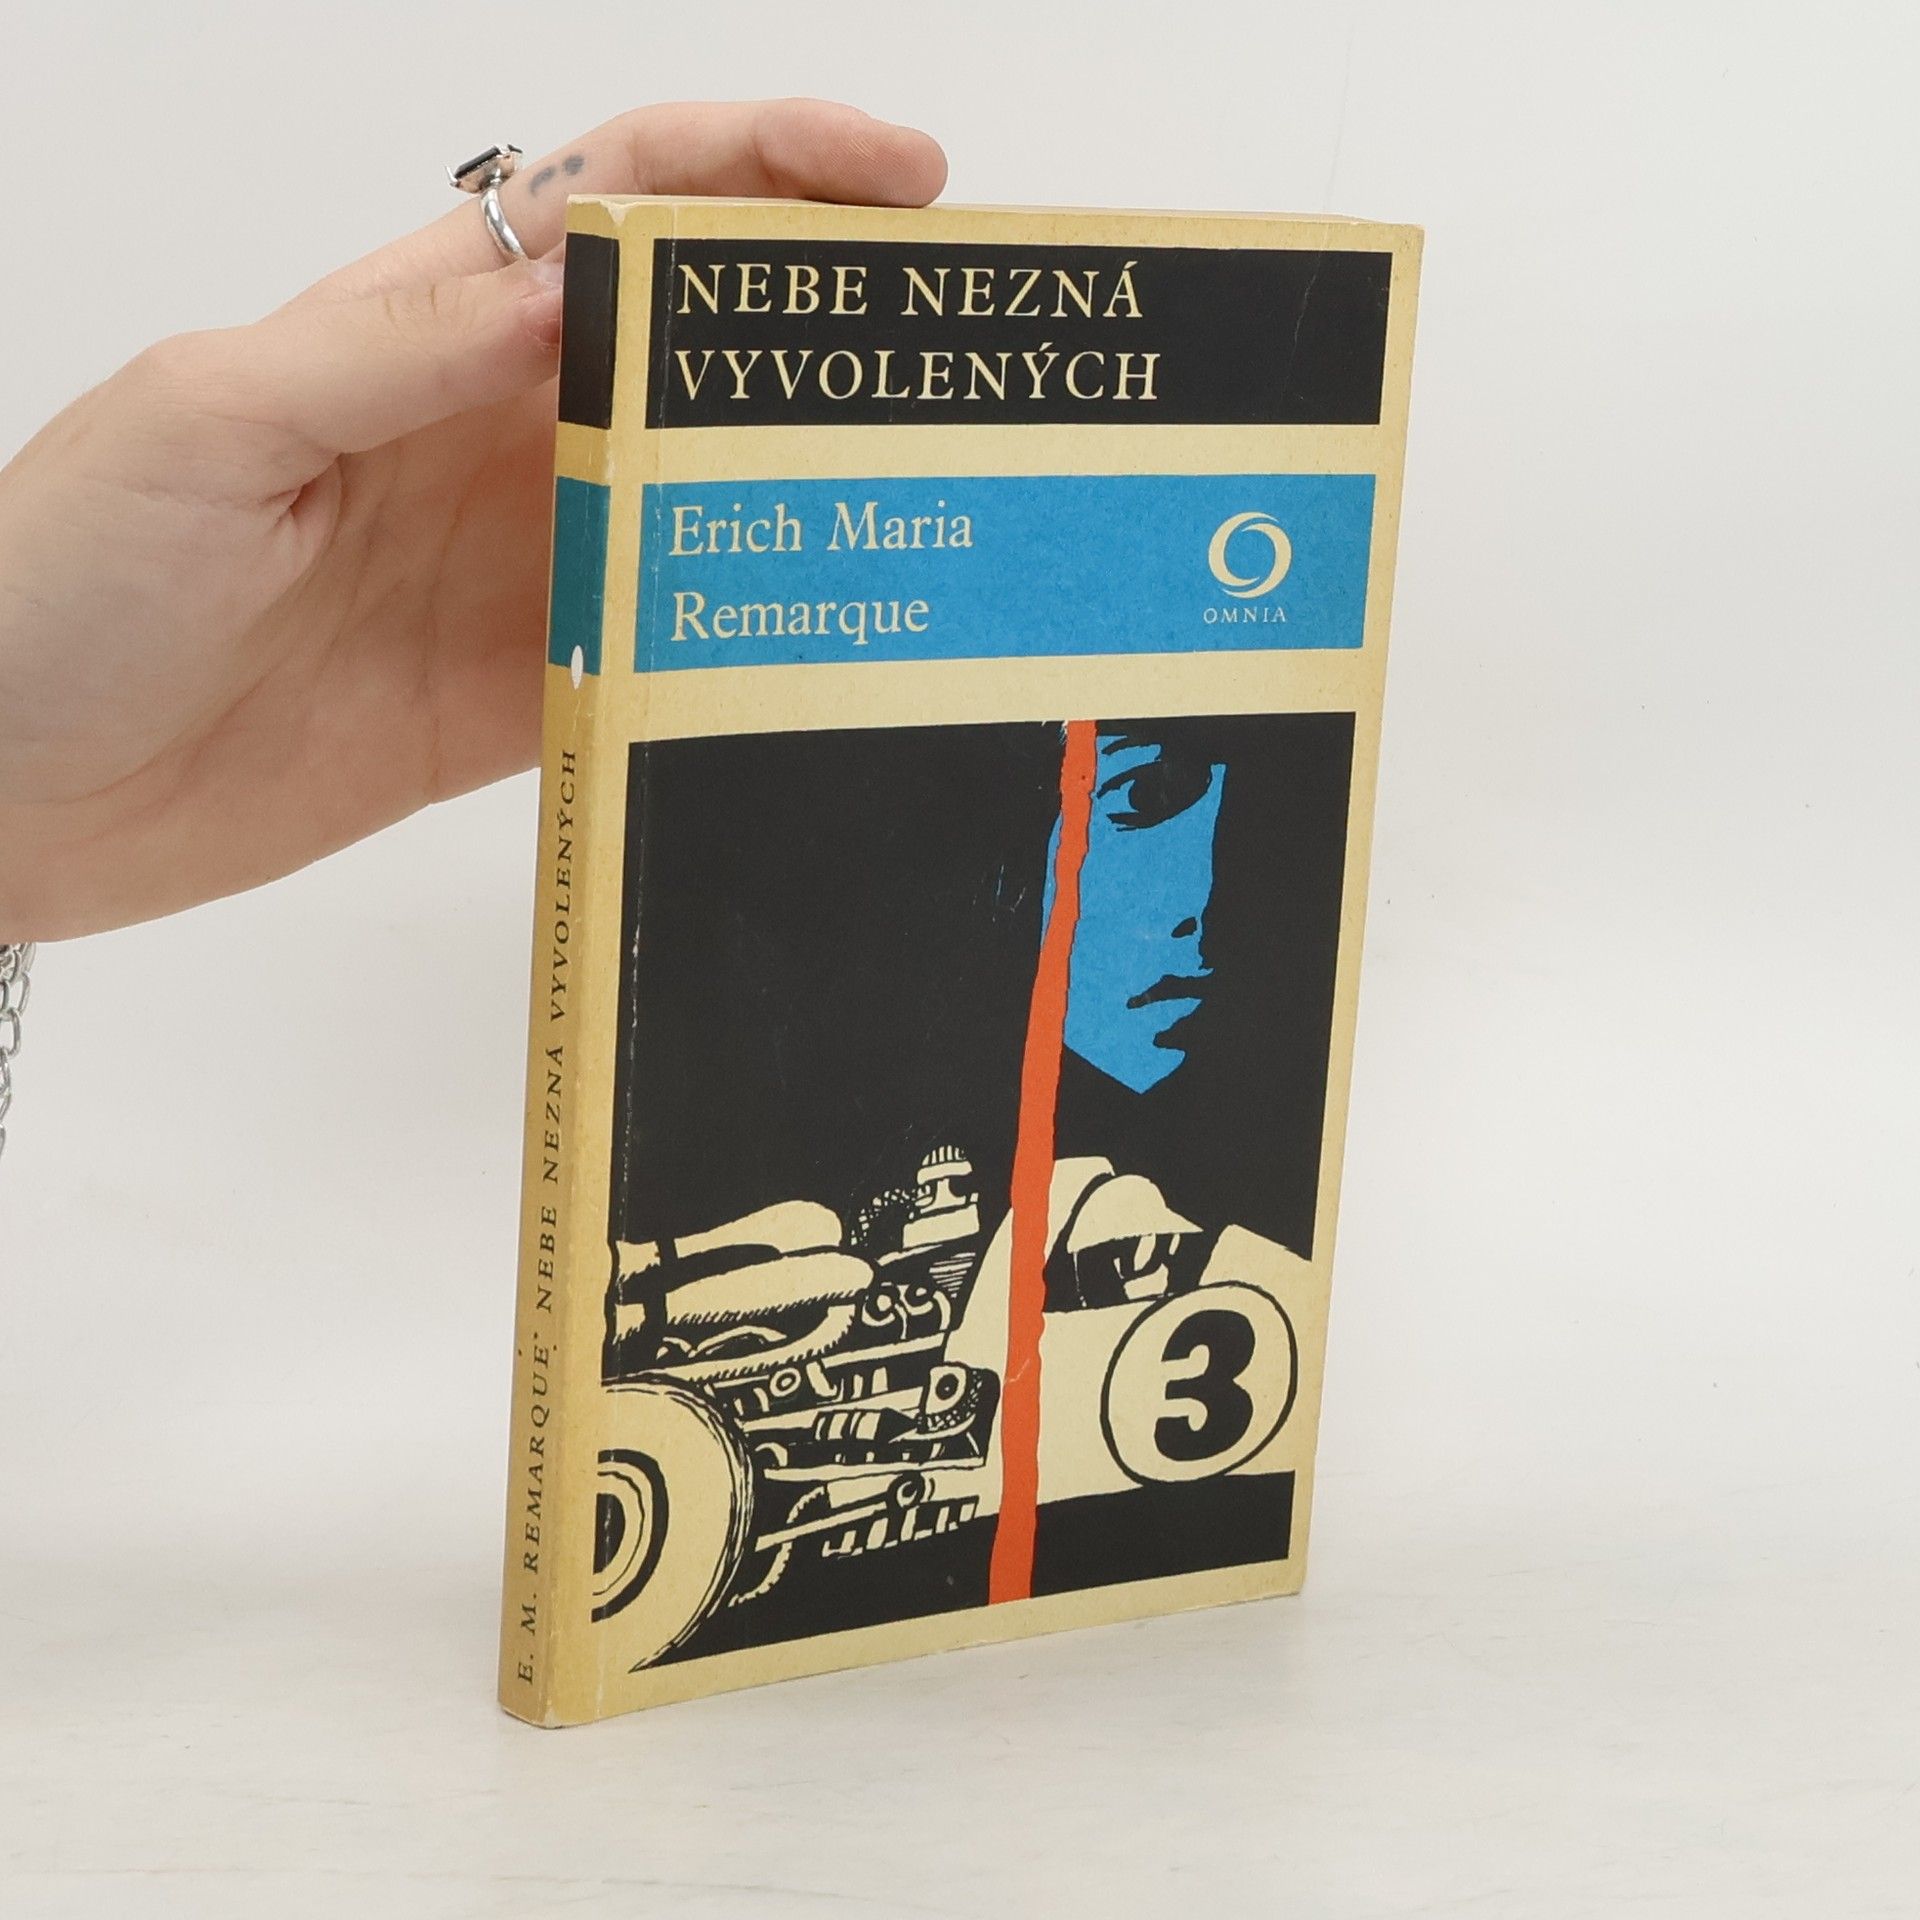 NEBE NEZNÁ
VYVOLENÝCH
Erich Maria
Remarque
OMNIA
3
E. M. REMARQUE: NEBE NEZNÁ VYVOLENÝCH